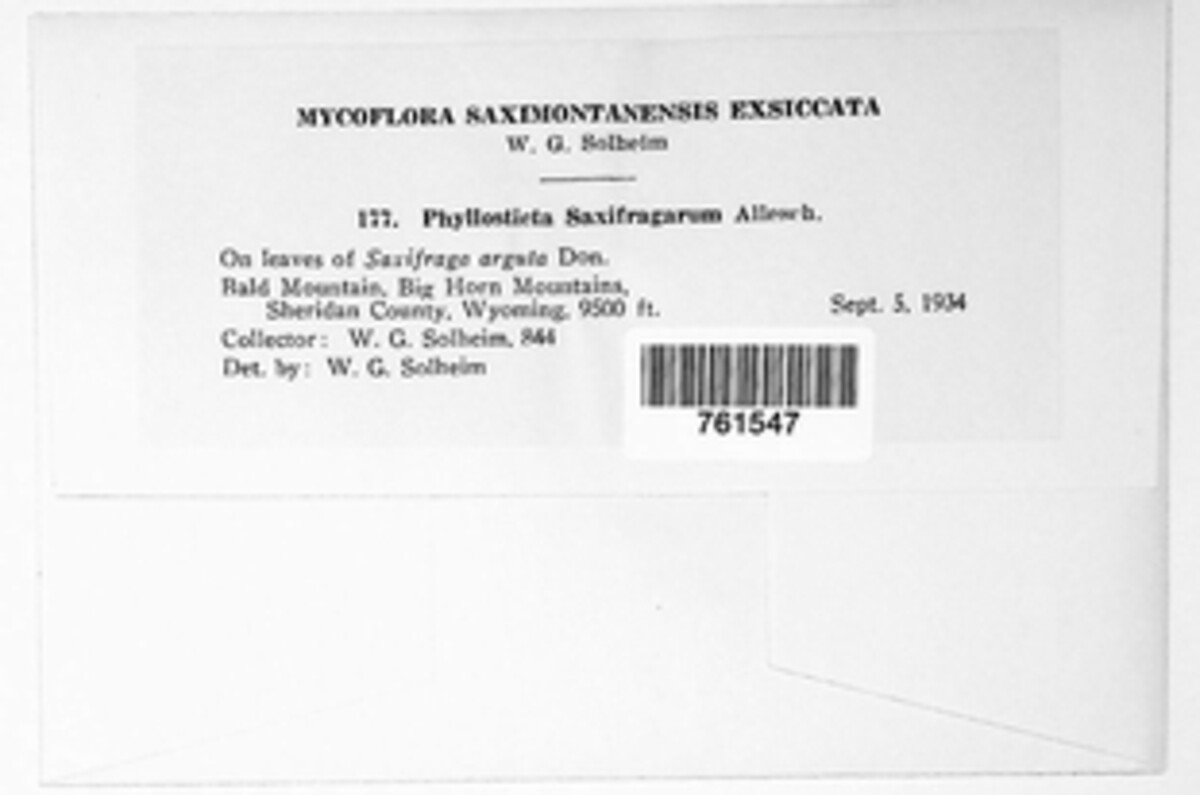 MYCOFLORA SAXIMONTANENSIS EXSICCATA
W. G. Solheim
177. Phyllosticta Saxifragarum Allesch.
On leaves of Saxifraga arguta Don.
Bald Mountain, Big Horn Mountains,
Sheridan County, Wyoming, 9500 ft. Sept. 5, 1934
Collector: W. G. Solheim, 844
Det. by: W. G. Solheim
761547